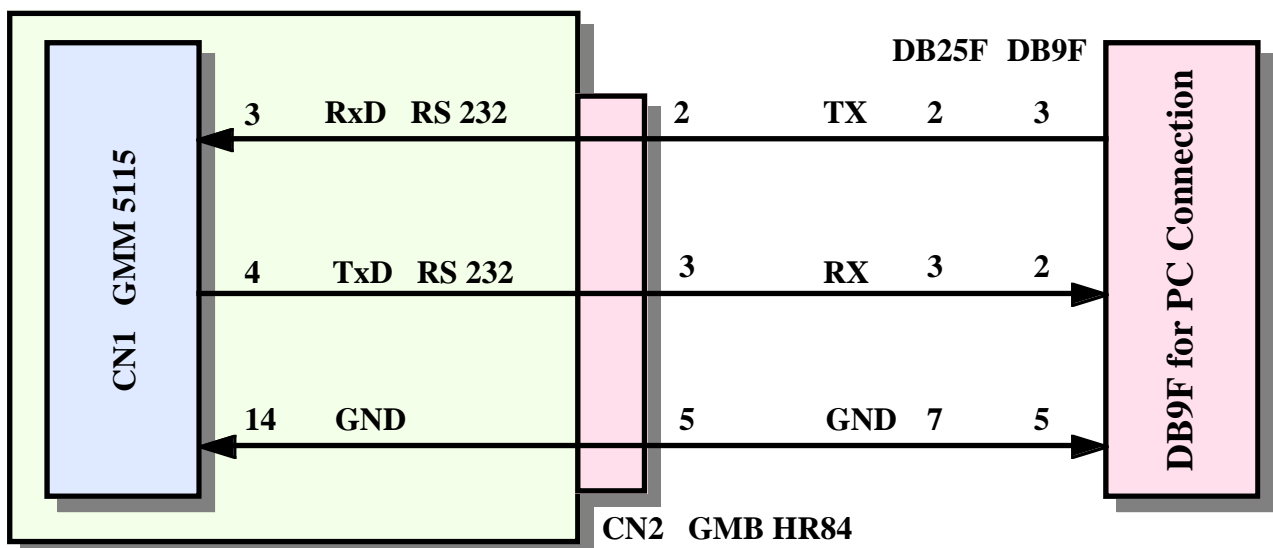 DB25F DB9F
3 RxD RS 232 2 TX 2 3
4 TxD RS 232 3 RX 3 2
14 GND 5 GND 7 5
CN1 GMM 5115
DB9F for PC Connection
CN2 GMB HR84